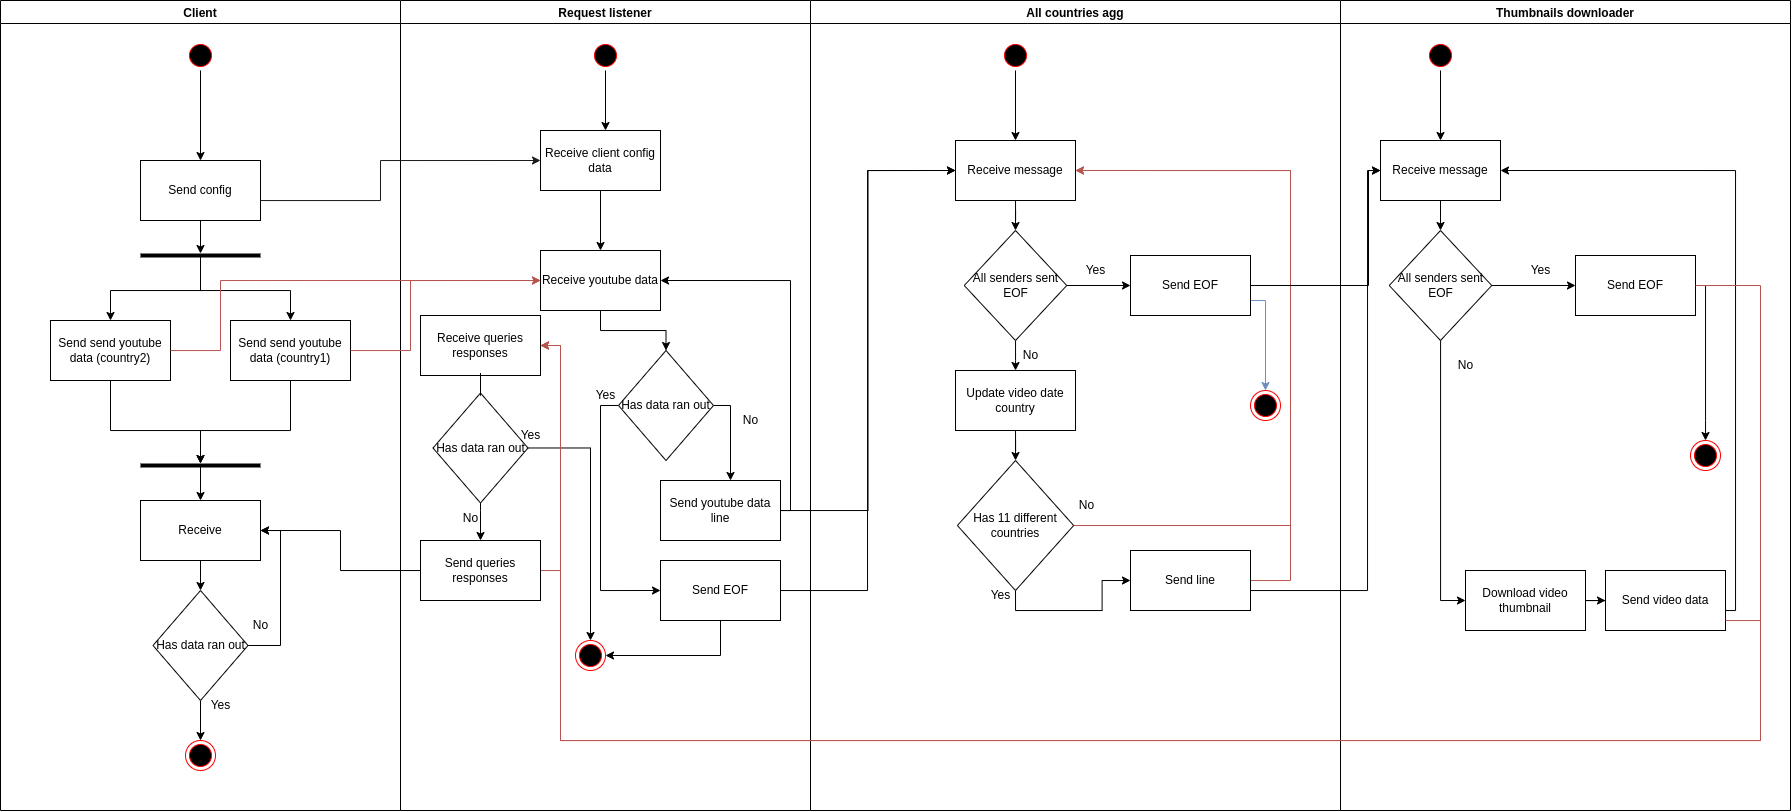 Client
Request listener
All countries agg
Thumbnails downloader
Send config
Send send youtube
data (country2)
Send send youtube
data (country1)
Receive
Has data ran out
No
Yes
Receive client config
data
Receive youtube data
Receive queries
responses
Has data ran out
Yes
No
Send queries
responses
Has data ran out
Yes
No
Send youtube data
line
Send EOF
Receive message
All senders sent
EOF
Yes
Send EOF
No
Update video date
country
Has 11 different
countries
No
Yes
Send line
Receive message
All senders sent
EOF
Yes
Send EOF
No
Download video
thumbnail
Send video data